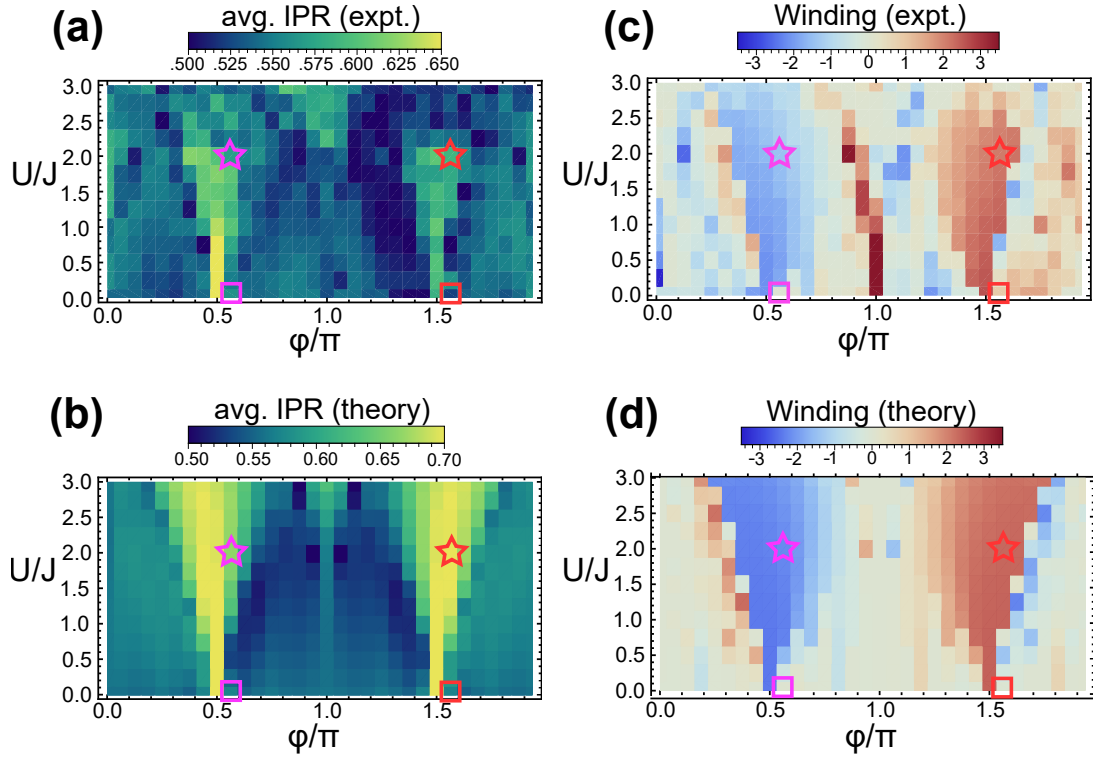 (a)
avg. IPR (expt.)
.500 .525 .550 .575 .600 .625 .650
3.0
2.5
2.0
U/J
1.5
1.0
0.5
0.0
0.0 0.5 1.0 1.5
φ/π
(c)
Winding (expt.)
-3 -2 -1 0 1 2 3
3.0
2.5
2.0
U/J
1.5
1.0
0.5
0.0
0.0 0.5 1.0 1.5
φ/π
(b)
avg. IPR (theory)
0.50 0.55 0.60 0.65 0.70
3.0
2.5
2.0
U/J
1.5
1.0
0.5
0.0
0.0 0.5 1.0 1.5
φ/π
(d)
Winding (theory)
-3 -2 -1 0 1 2 3
3.0
2.5
2.0
U/J
1.5
1.0
0.5
0.0
0.0 0.5 1.0 1.5
φ/π